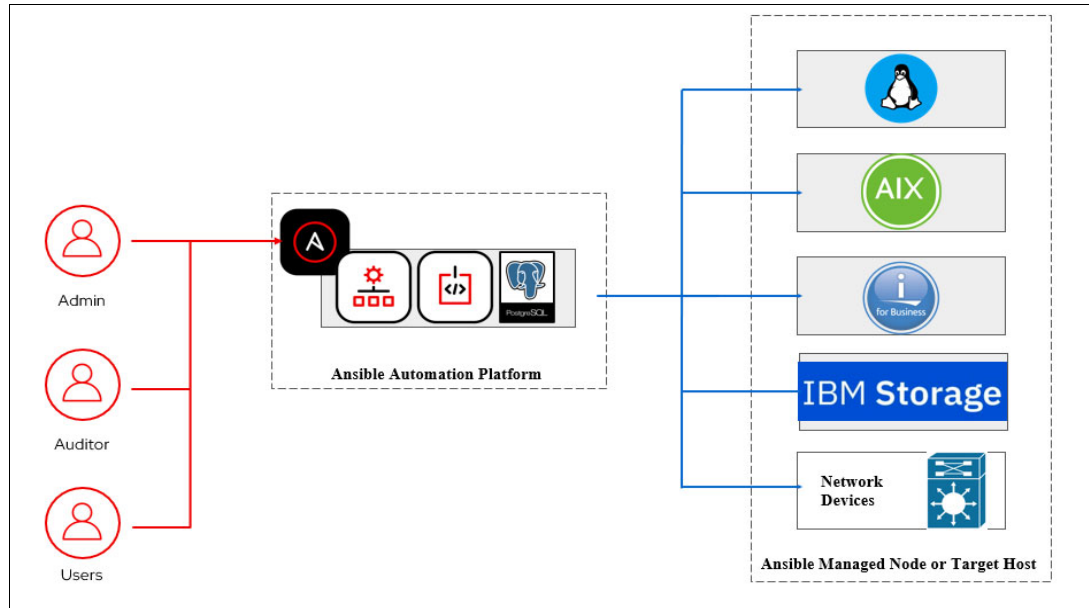 Admin
Auditor
Users
A
</>
PostgreSQL
Ansible Automation Platform
AIX
i
for Business
IBM Storage
Network
Devices
Ansible Managed Node or Target Host